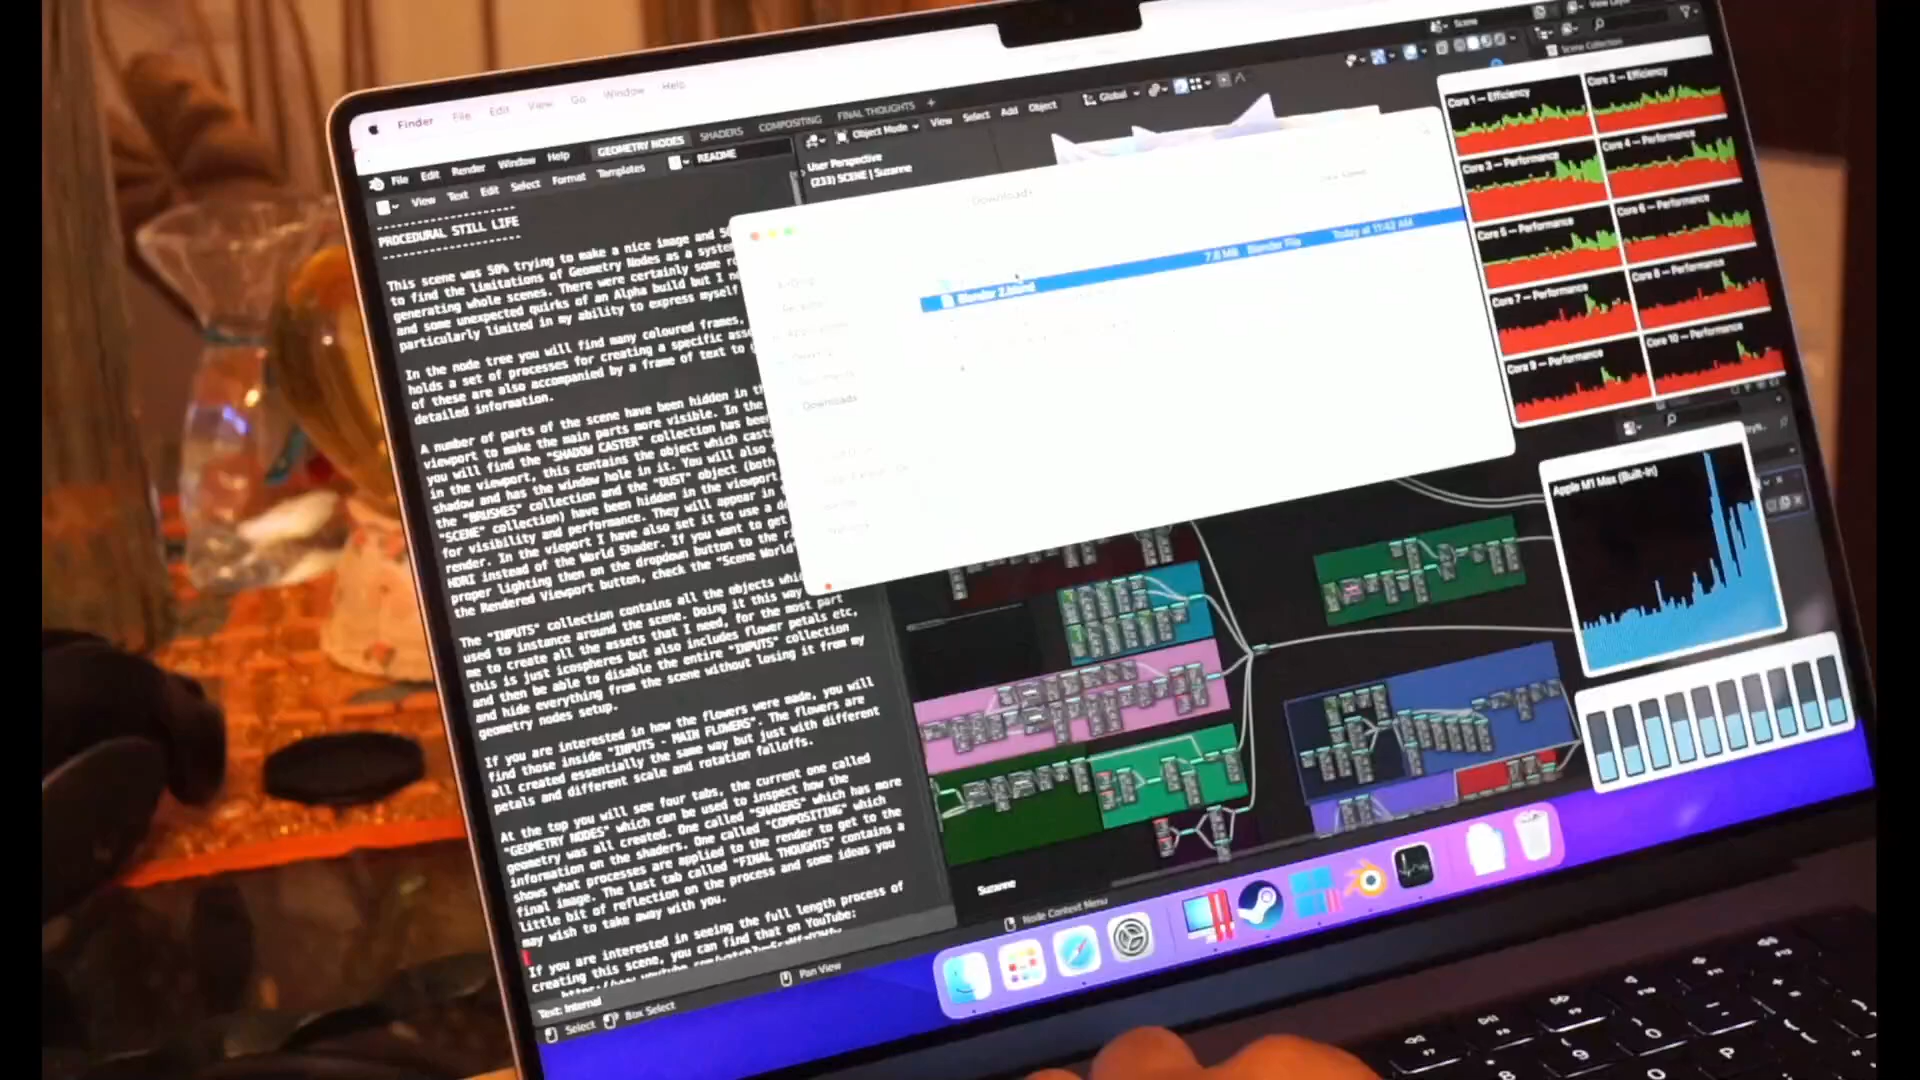 Finder File Edit View Go Window Help
File Edit Render Window Help GEOMETRY NODES SHADERS COMPOSITING FINAL THOUGHTS +
View Text Edit Select Format Templates README
Object Mode View Select Add Object Global
Scene
View Layer
Scene Collection
User Perspective
(233) SCENE | Suzanne
--------------------
PROCEDURAL STILL LIFE
--------------------
This scene was 50% trying to make a nice image and 50
to find the limitations of Geometry Nodes as a system
generating whole scenes. There were certainly some
and some unexpected quirks of an Alpha build but I
particularly limited in my ability to express myself
In the node tree you will find many coloured frames,
holds a set of processes for creating a specific
of these are also accompanied by a frame of text to
detailed information.
A number of parts of the scene have been hidden in
viewport to make the main parts more visible. In the
you will find the "SHADOW CASTER" collection has
in the viewport, this contains the object which
shadow and has the window hole in it. You will also
the "BRUSHES" collection and the "DUST" object (both
"SCENE" collection) have been hidden in the viewport
for visibility and performance. They will appear in
render. In the vieport I have also set it to use a
HDRI instead of the World Shader. If you want to get
proper lighting then on the dropdown button to the
the Rendered Viewport button, check the "Scene World"
The "INPUTS" collection contains all the objects
used to instance around the scene. Doing it this way
me to create all the assets that I need, for the most part
this is just icospheres but also includes flower petals etc,
and then be able to disable the entire "INPUTS" collection
and hide everything from the scene without losing it from my
geometry nodes setup.
If you are interested in how the flowers were made, you will
find those inside "INPUTS - MAIN FLOWERS". The flowers are
all created essentially the same way but just with different
petals and different scale and rotation falloffs.
At the top you will see four tabs, the current one called
"GEOMETRY NODES" which can be used to inspect how the
geometry was all created. One called "SHADERS" which has more
information on the shaders. One called "COMPOSITING" which
shows what processes are applied to the render to get to the
final image. The last tab called "FINAL THOUGHTS" contains a
little bit of reflection on the process and some ideas you
may wish to take away with you.
If you are interested in seeing the full length process of
creating this scene, you can find that on YouTube:
Text: Internal
Select Box Select Pan View Node Context Menu
Downloads
Downloads
Blender 2.blend 7.8 MB Blender File Today at 11:42 AM
Core 1 — Efficiency Core 2 — Efficiency
Core 3 — Performance Core 4 — Performance
Core 5 — Performance Core 6 — Performance
Core 7 — Performance Core 8 — Performance
Core 9 — Performance Core 10 — Performance
Apple M1 Max (Built-In)
Suzanne